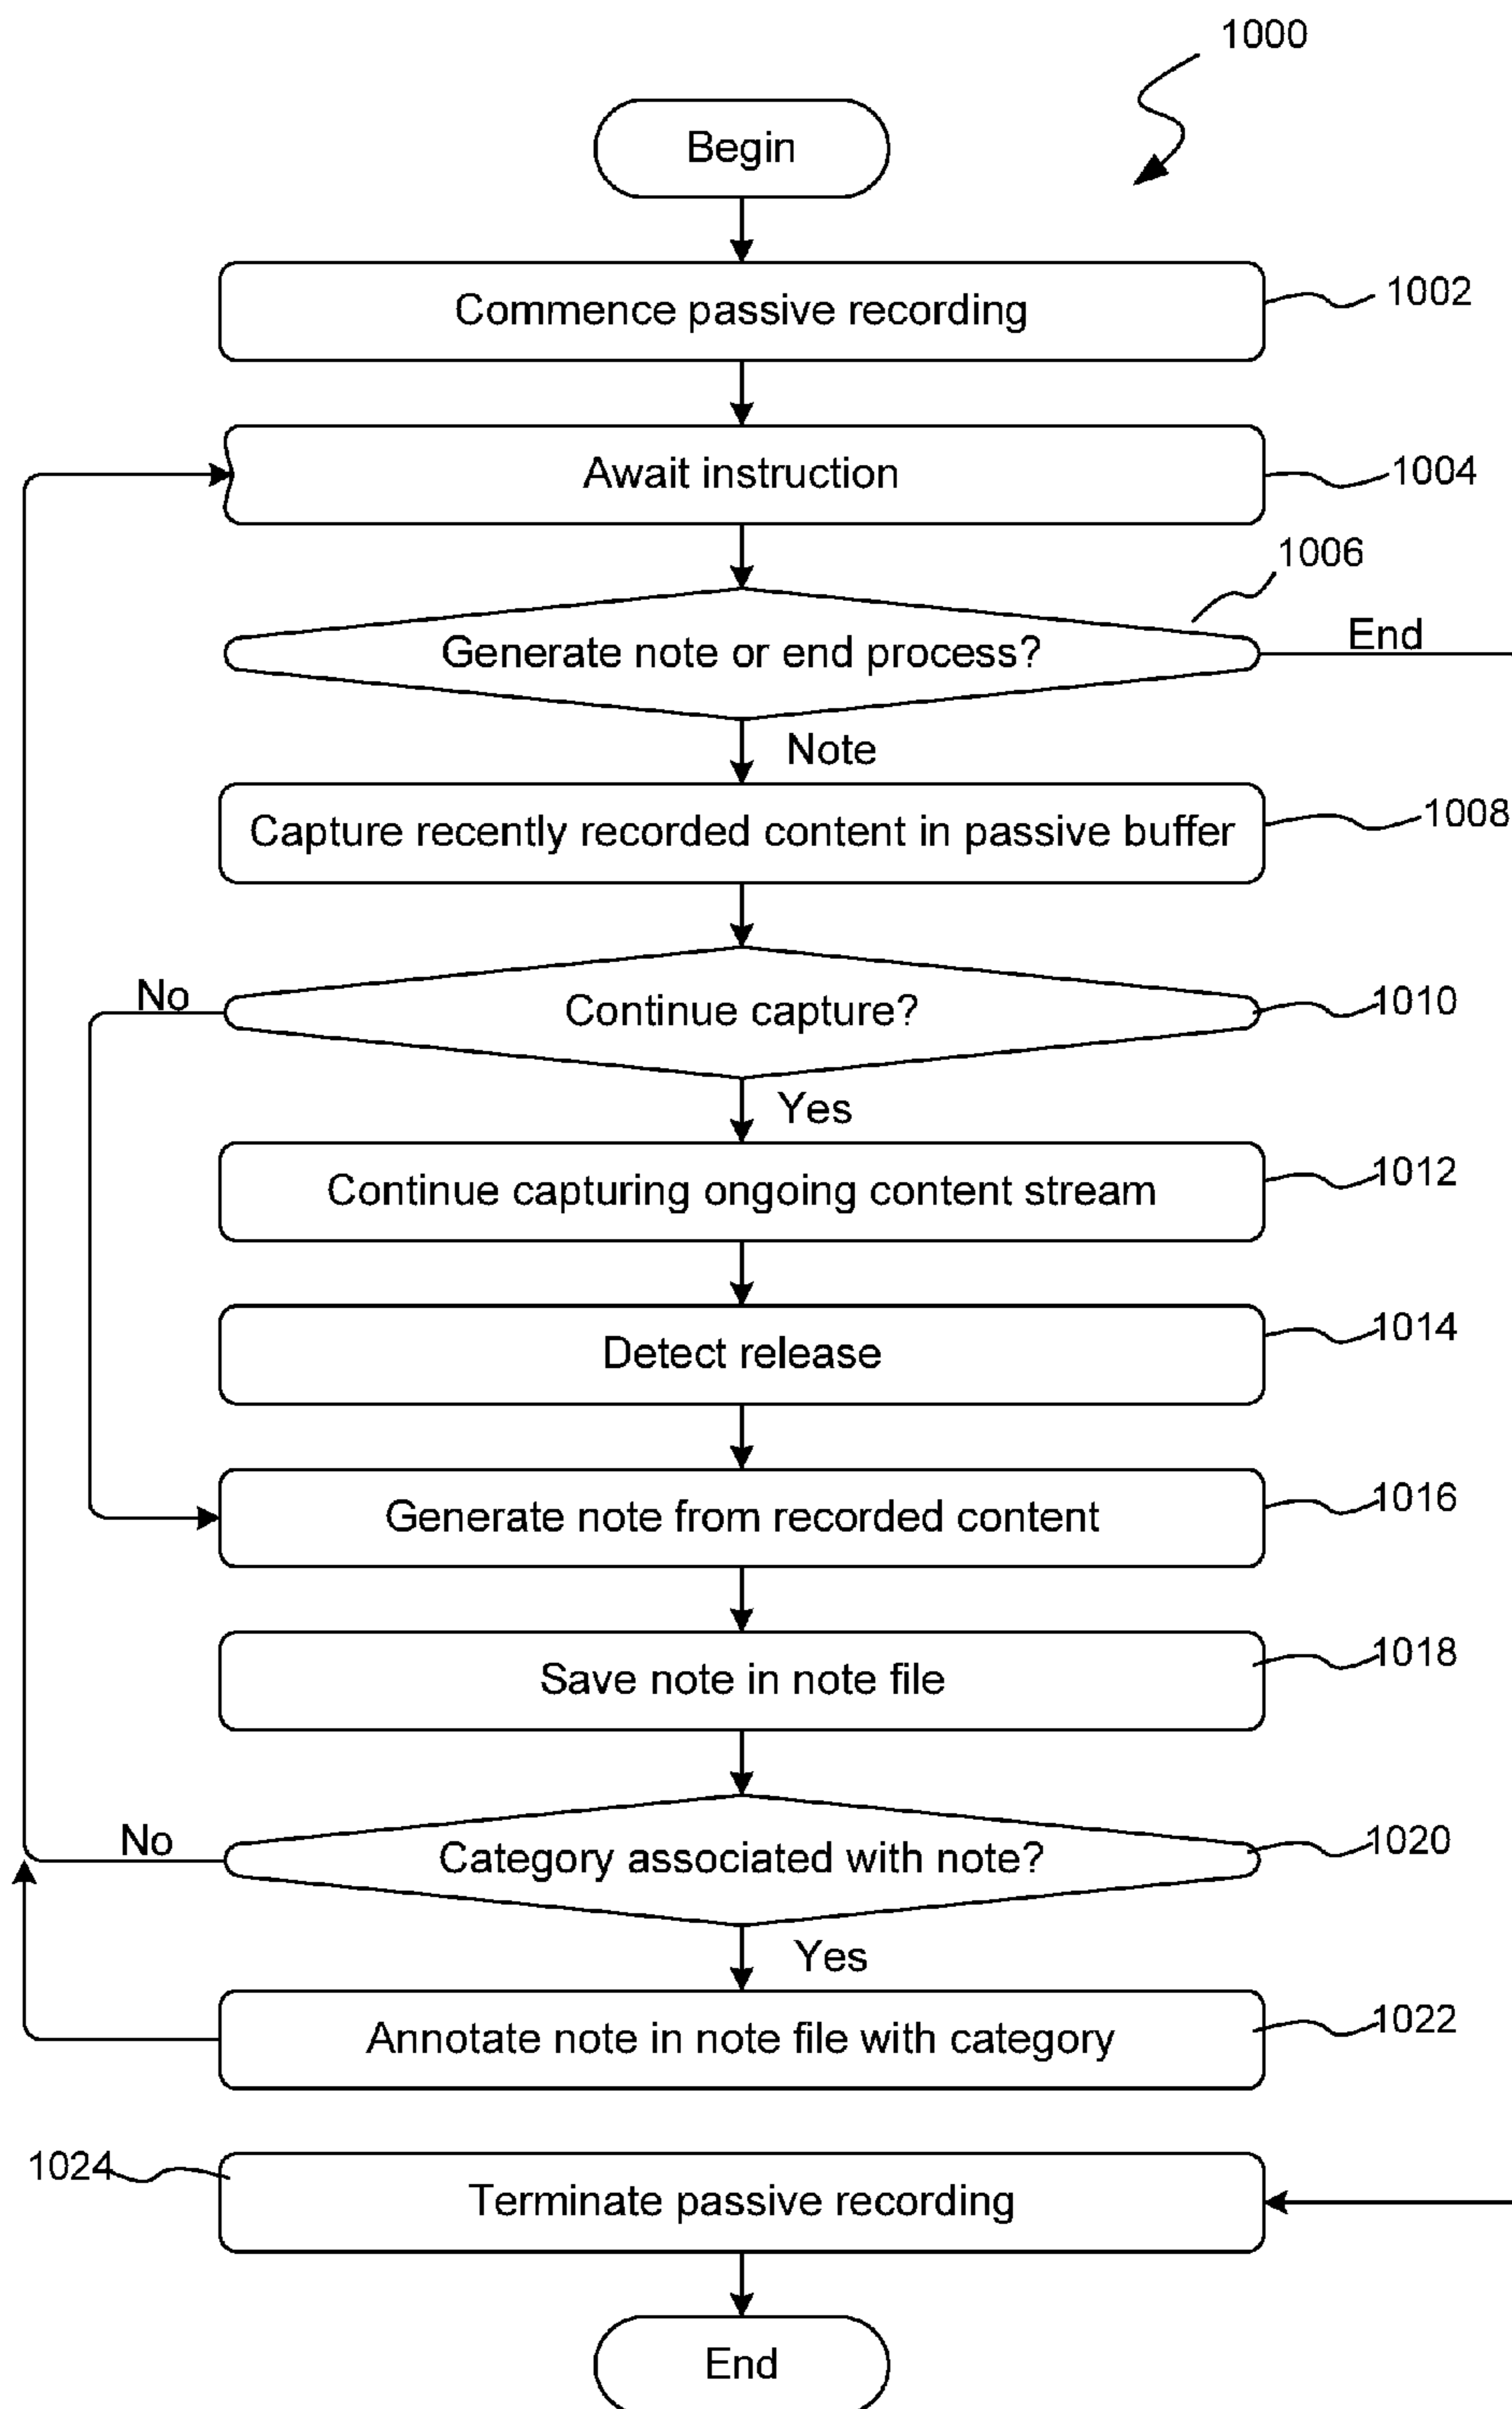 1000
Begin
Commence passive recording
1002
Await instruction
1004
1006
Generate note or end process?
End
Note
Capture recently recorded content in passive buffer
1008
No
Continue capture?
1010
Yes
Continue capturing ongoing content stream
1012
Detect release
1014
Generate note from recorded content
1016
Save note in note file
1018
No
Category associated with note?
1020
Yes
Annotate note in note file with category
1022
1024
Terminate passive recording
End